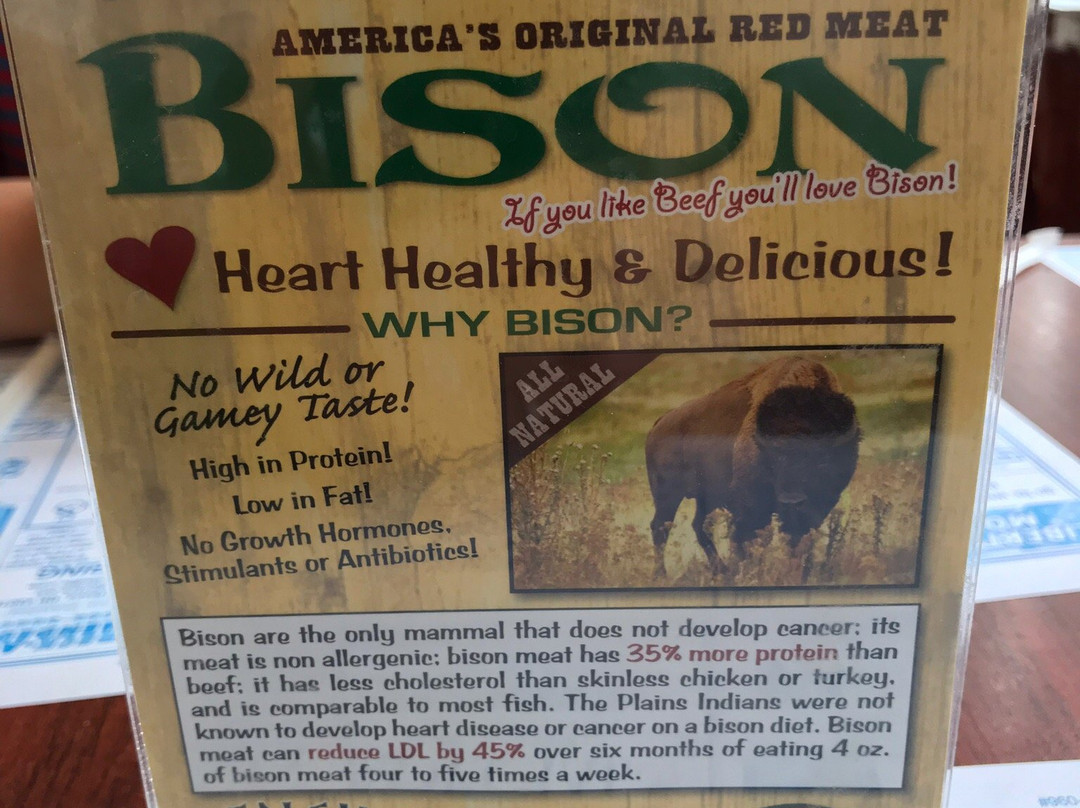 AMERICA'S ORIGINAL RED MEAT
BISON
If you like Beef you'll love Bison!
Heart Healthy & Delicious!
WHY BISON?
No Wild or
Gamey Taste!
High in Protein!
Low in Fat!
No Growth Hormones,
Stimulants or Antibiotics!
ALL
NATURAL
Bison are the only mammal that does not develop cancer; its
meat is non allergenic; bison meat has 35% more protein than
beef; it has less cholesterol than skinless chicken or turkey,
and is comparable to most fish. The Plains Indians were not
known to develop heart disease or cancer on a bison diet. Bison
meat can reduce LDL by 45% over six months of eating 4 oz.
of bison meat four to five times a week.